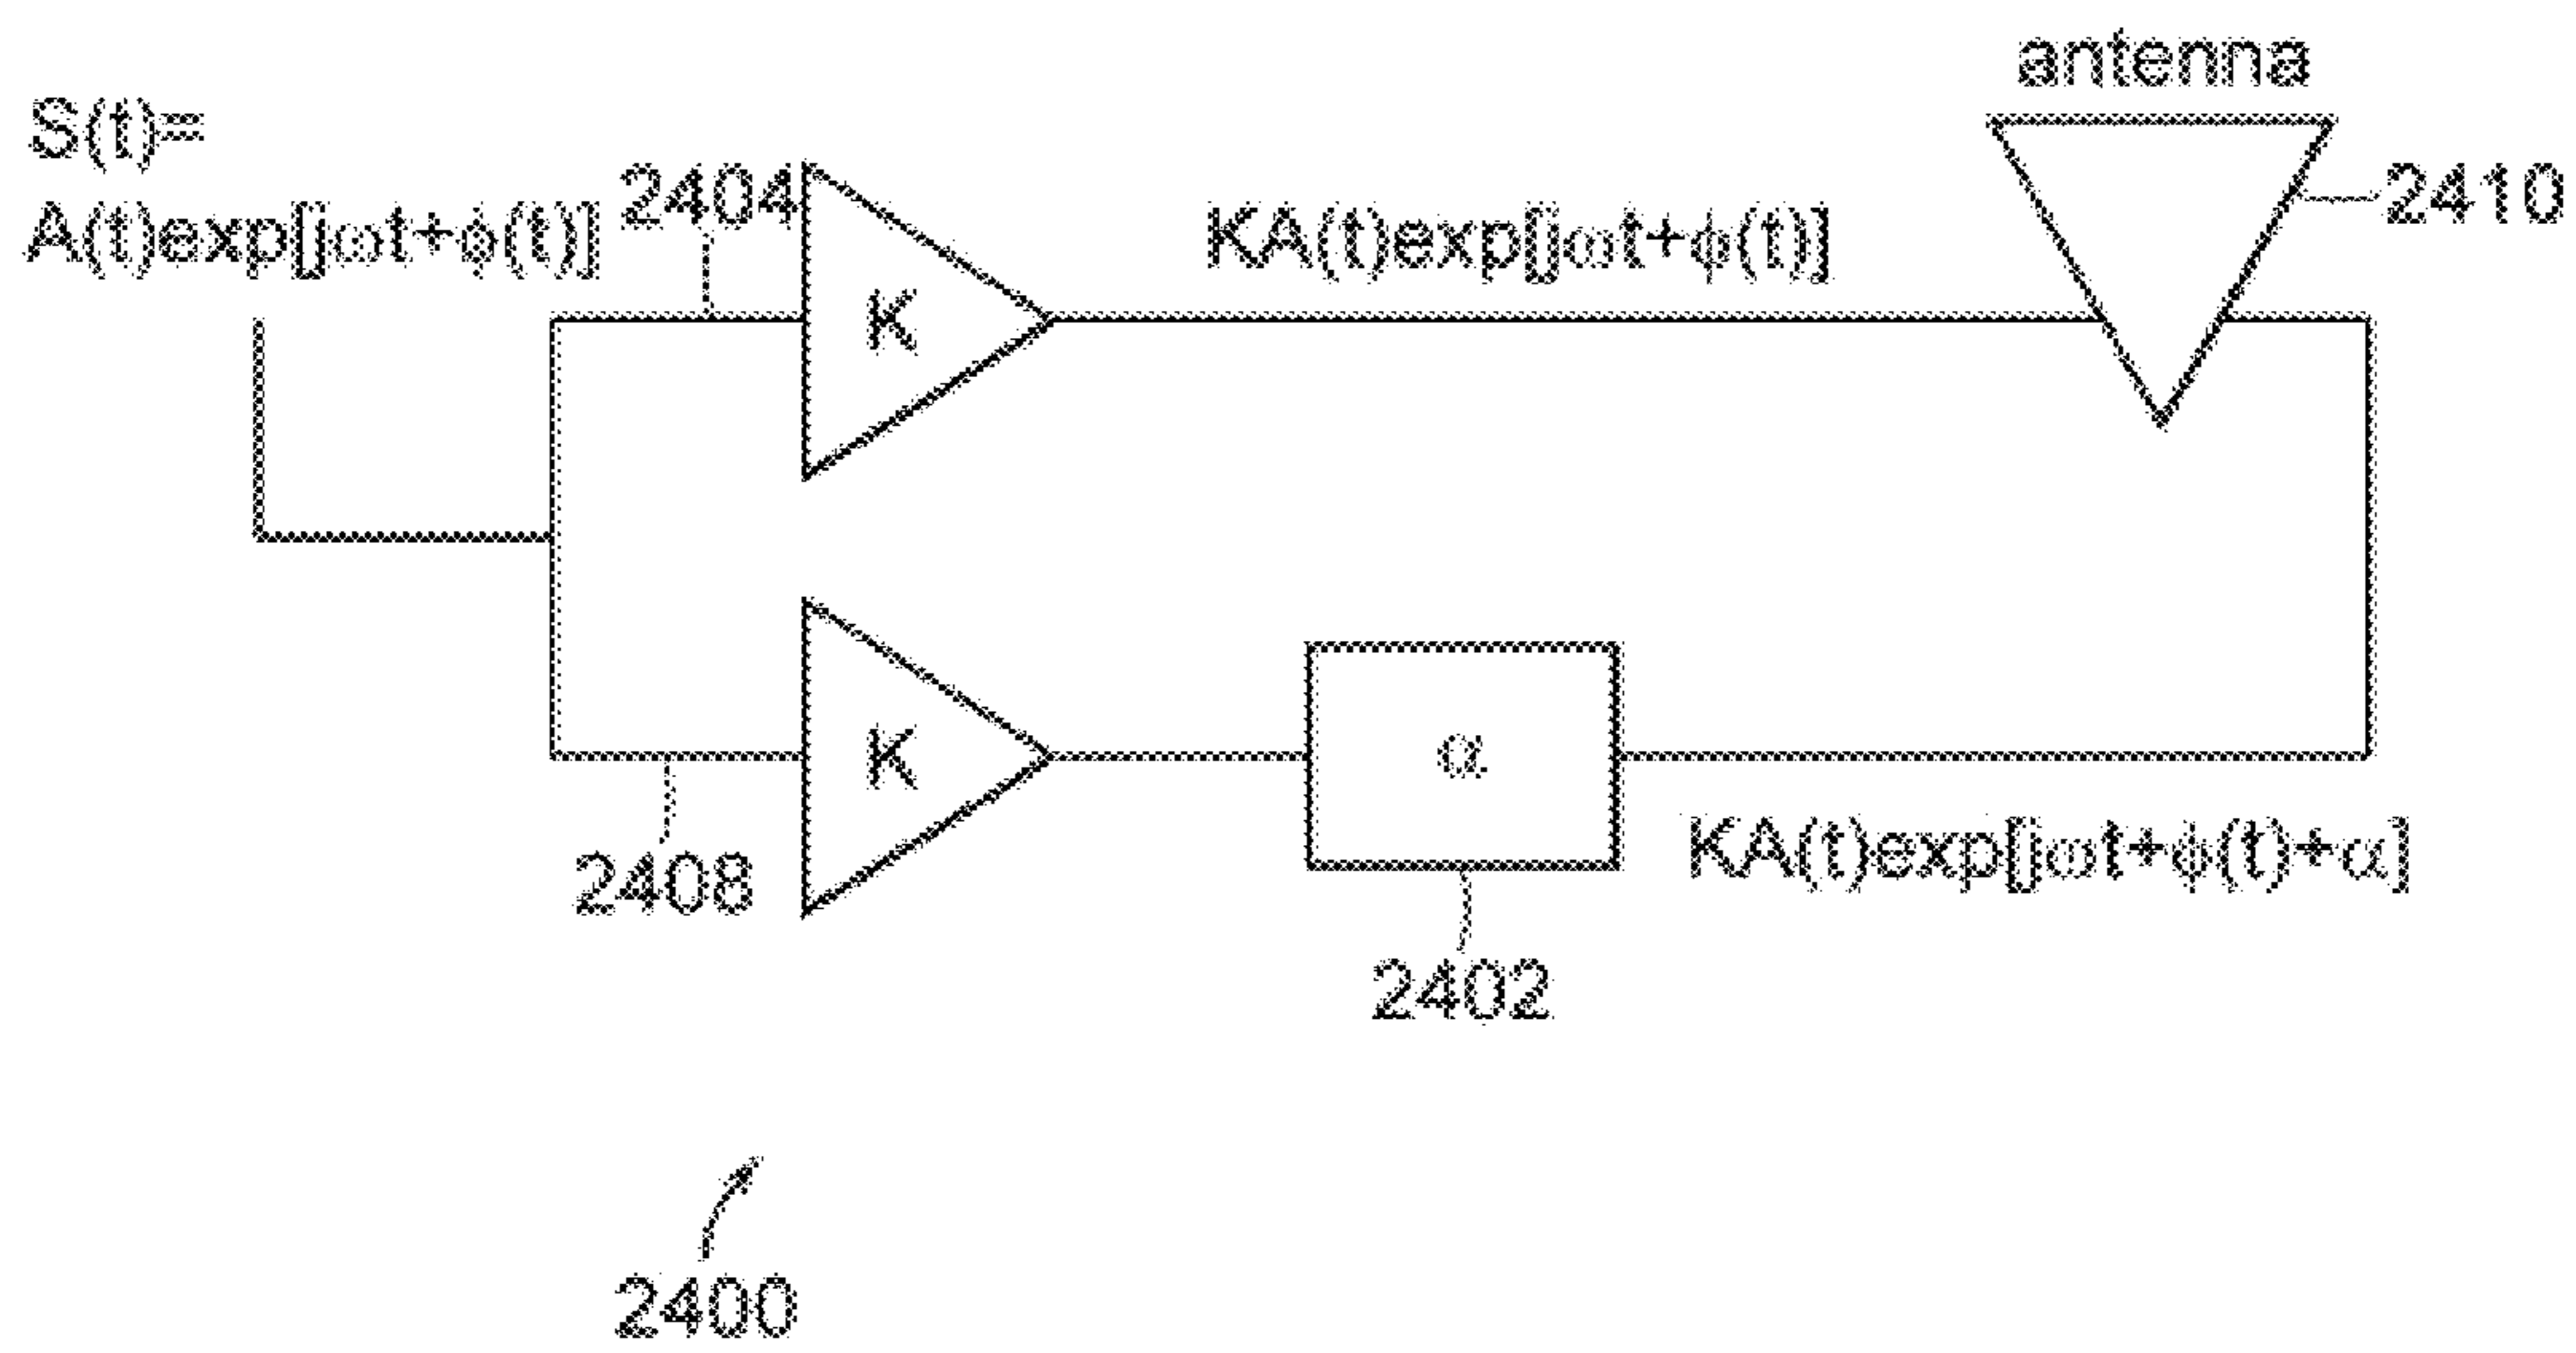 antenna
S(t)=
A(t)exp[jωt+ϕ(t)]
2404
KA(t)exp[jωt+ϕ(t)]
2410
K
K
α
2408
KA(t)exp[jωt+ϕ(t)+α]
2402
2400